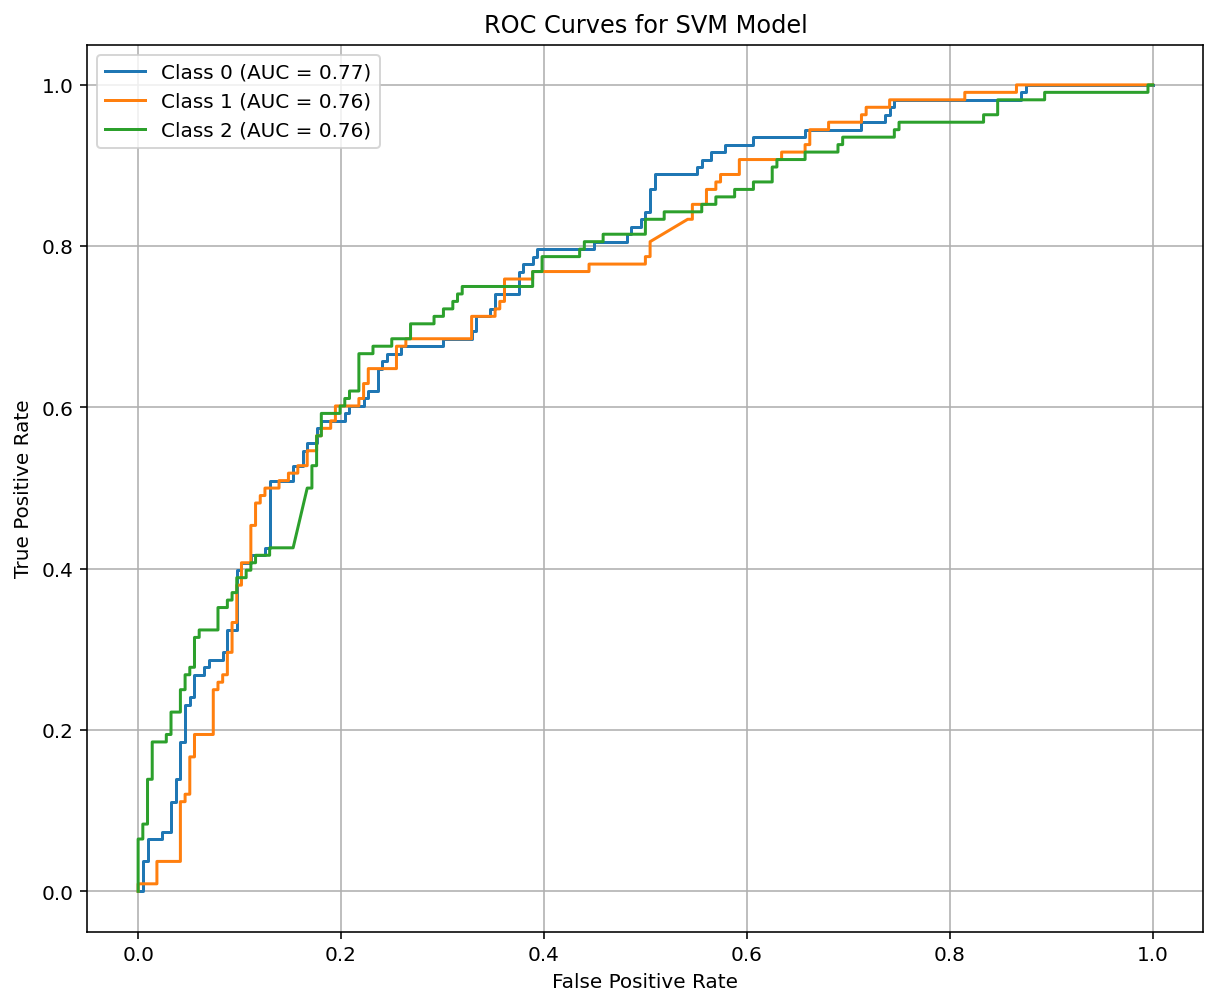 ROC Curves for SVM Model
Class 0 (AUC = 0.77)
Class 1 (AUC = 0.76)
Class 2 (AUC = 0.76)
True Positive Rate
1.0
0.8
0.6
0.4
0.2
0.0
0.0 0.2 0.4 0.6 0.8 1.0
False Positive Rate